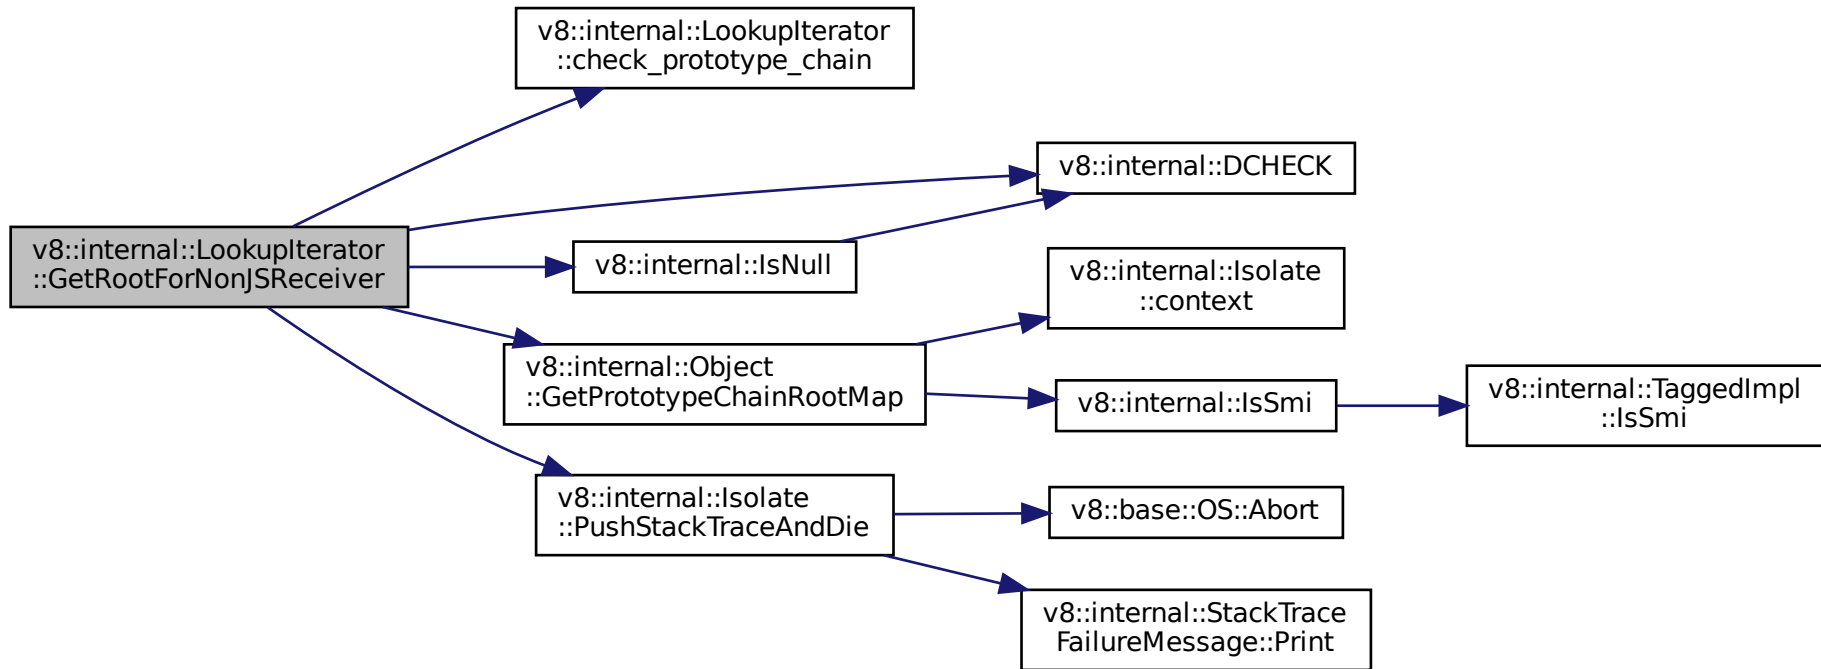 v8::internal::LookupIterator
::check_prototype_chain
v8::internal::DCHECK
v8::internal::LookupIterator
::GetRootForNonJSReceiver
v8::internal::IsNull
v8::internal::Isolate
::context
v8::internal::Object
::GetPrototypeChainRootMap
v8::internal::IsSmi
v8::internal::TaggedImpl
::IsSmi
v8::internal::Isolate
::PushStackTraceAndDie
v8::base::OS::Abort
v8::internal::StackTrace
FailureMessage::Print